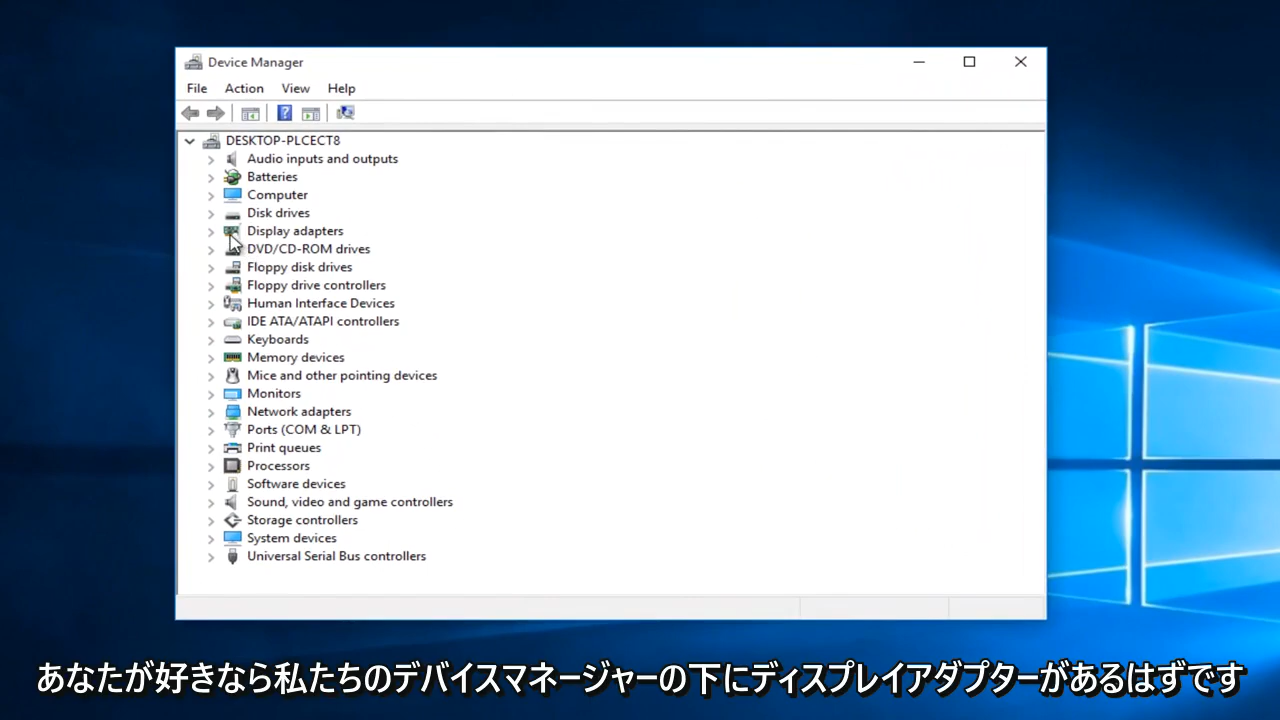 Device Manager
File Action View Help
DESKTOP-PLCECT8
Audio inputs and outputs
Batteries
Computer
Disk drives
Display adapters
DVD/CD-ROM drives
Floppy disk drives
Floppy drive controllers
Human Interface Devices
IDE ATA/ATAPI controllers
Keyboards
Memory devices
Mice and other pointing devices
Monitors
Network adapters
Ports (COM & LPT)
Print queues
Processors
Software devices
Sound, video and game controllers
Storage controllers
System devices
Universal Serial Bus controllers
あなたが好きなら私たちのデバイスマネージャーの下にディスプレイアダプターがあるはずです